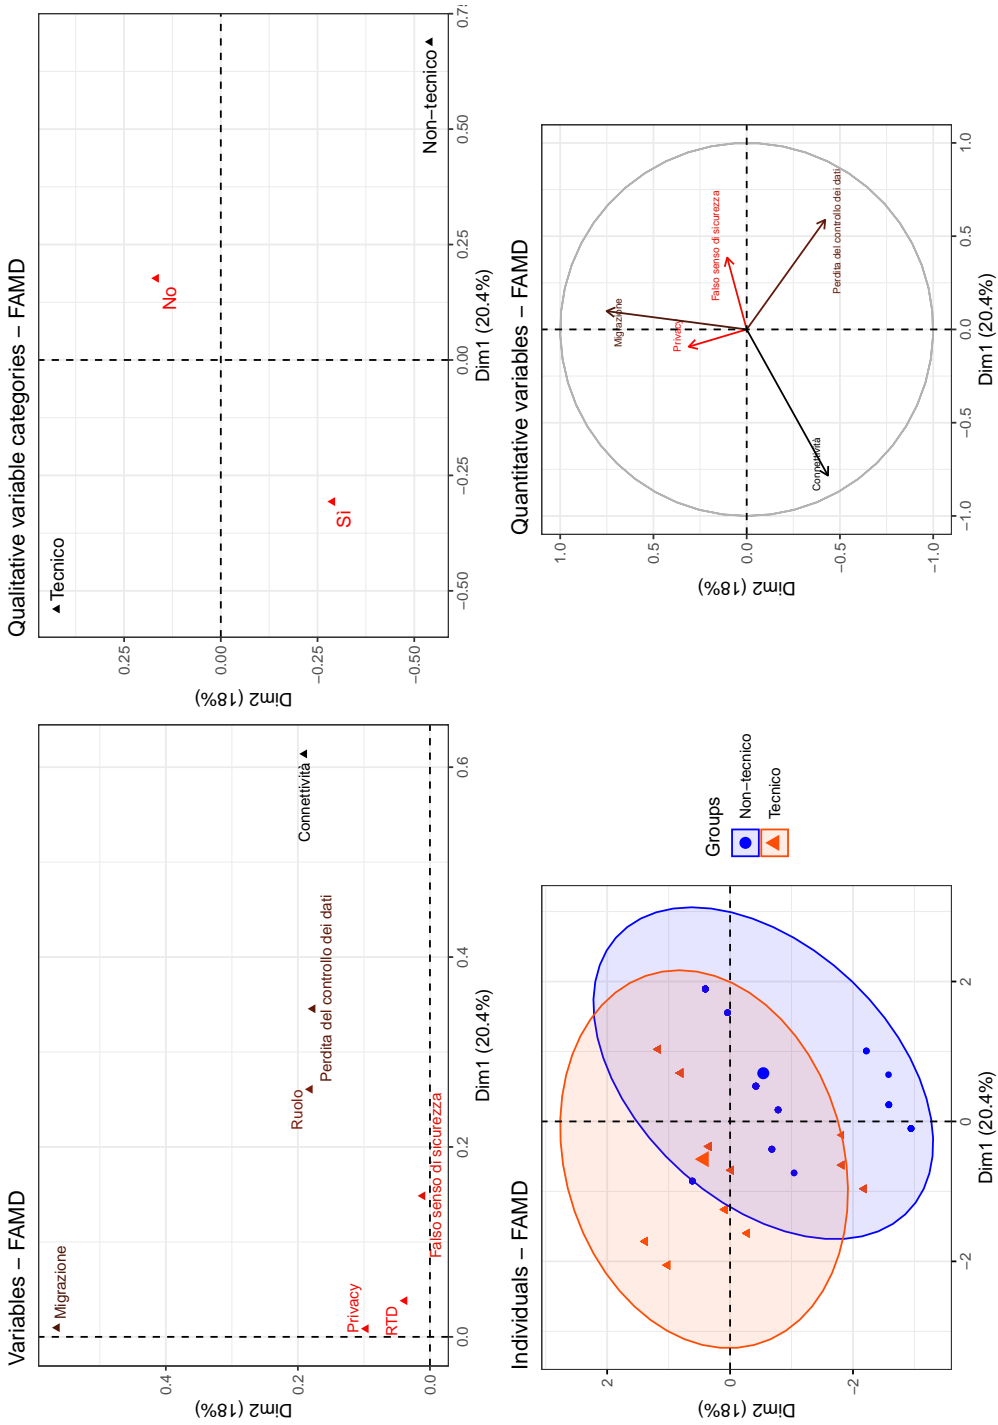 Variables − FAMD
Migrazione
Connettività
Ruolo
Perdita del controllo dei dati
Privacy
RTD
Falso senso di sicurezza
0.4
0.2
0.0
Dim2 (18%)
0.0
0.2
0.4
0.6
Dim1 (20.4%)
Qualitative variable categories − FAMD
Tecnico
No
Sì
Non−tecnico
0.25
0.00
−0.25
−0.50
Dim2 (18%)
−0.50
−0.25
0.00
0.25
0.50
Dim1 (20.4%)
Individuals − FAMD
2
0
−2
Dim2 (18%)
−2
0
2
Dim1 (20.4%)
Groups
Non−tecnico
Tecnico
Quantitative variables − FAMD
Migrazione
Privacy
Falso senso di sicurezza
Connettività
Perdita del controllo dei dati
1.0
0.5
0.0
−0.5
−1.0
Dim2 (18%)
−1.0
−0.5
0.0
0.5
1.0
Dim1 (20.4%)